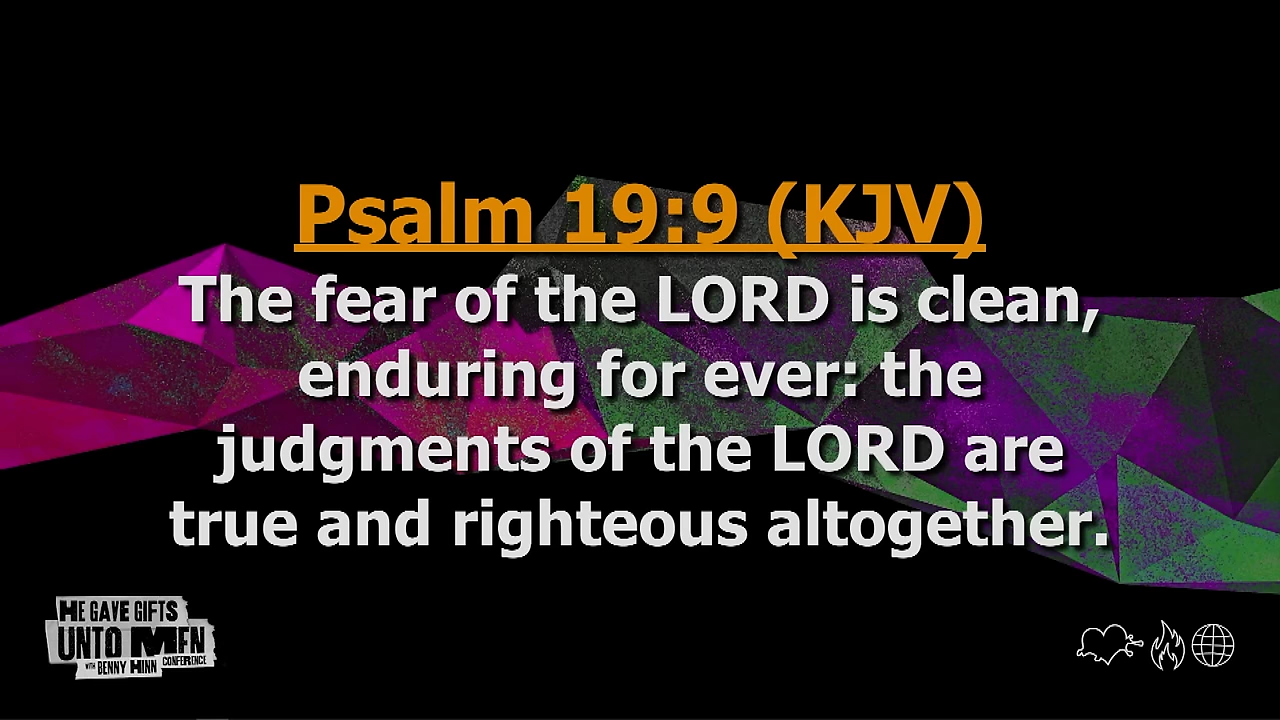 Psalm 19:9 (KJV)
The fear of the LORD is clean,
enduring for ever: the
judgments of the LORD are
true and righteous altogether.
HE GAVE GIFTS
UNTO MEN
WITH BENNY HINN CONFERENCE